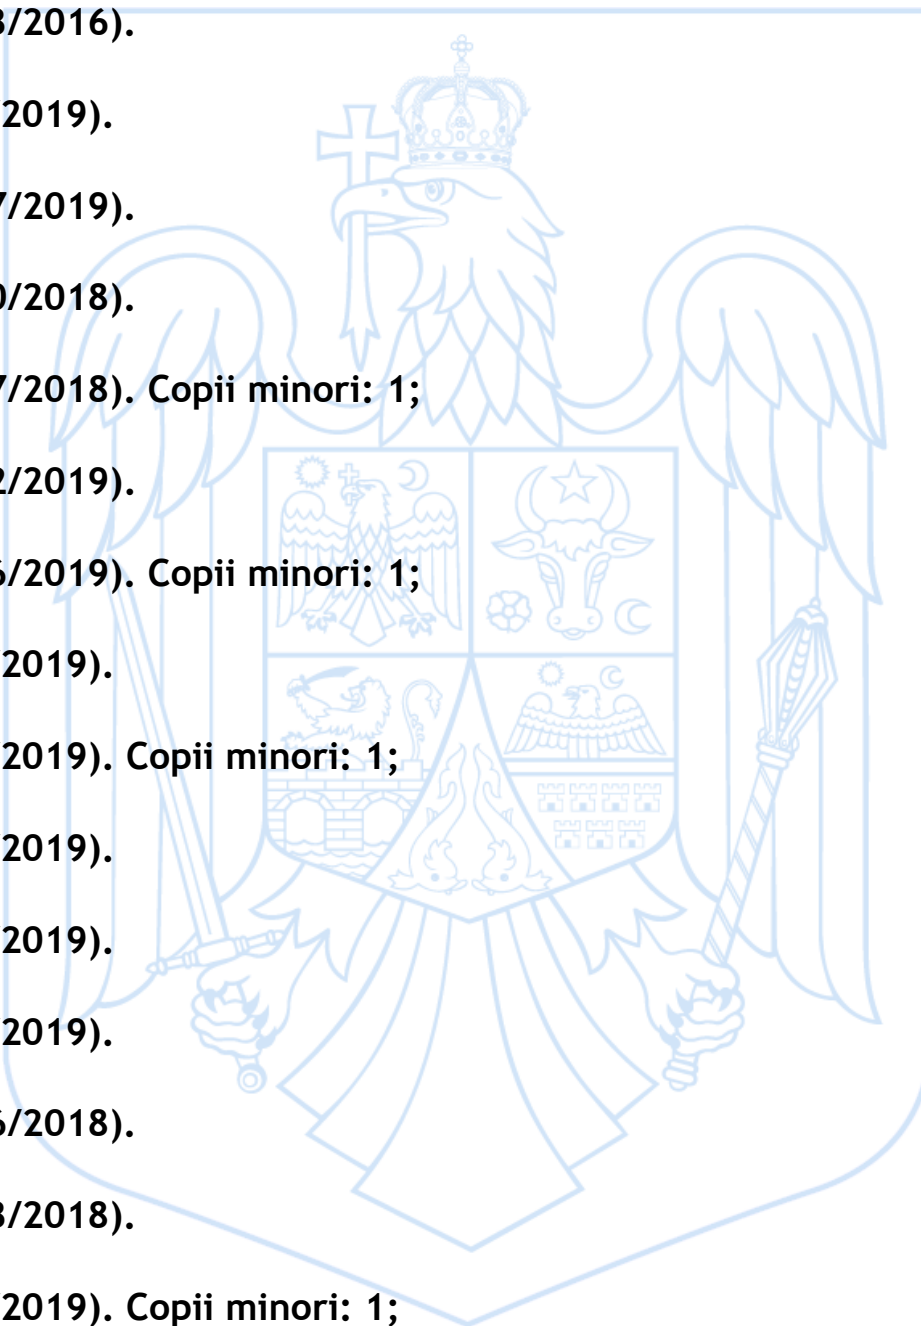 3/2016).
2019).
7/2019).
0/2018).
7/2018). Copii minori: 1;
2/2019).
6/2019). Copii minori: 1;
2019).
2019). Copii minori: 1;
2019).
2019).
2019).
6/2018).
3/2018).
/2019). Copii minori: 1;